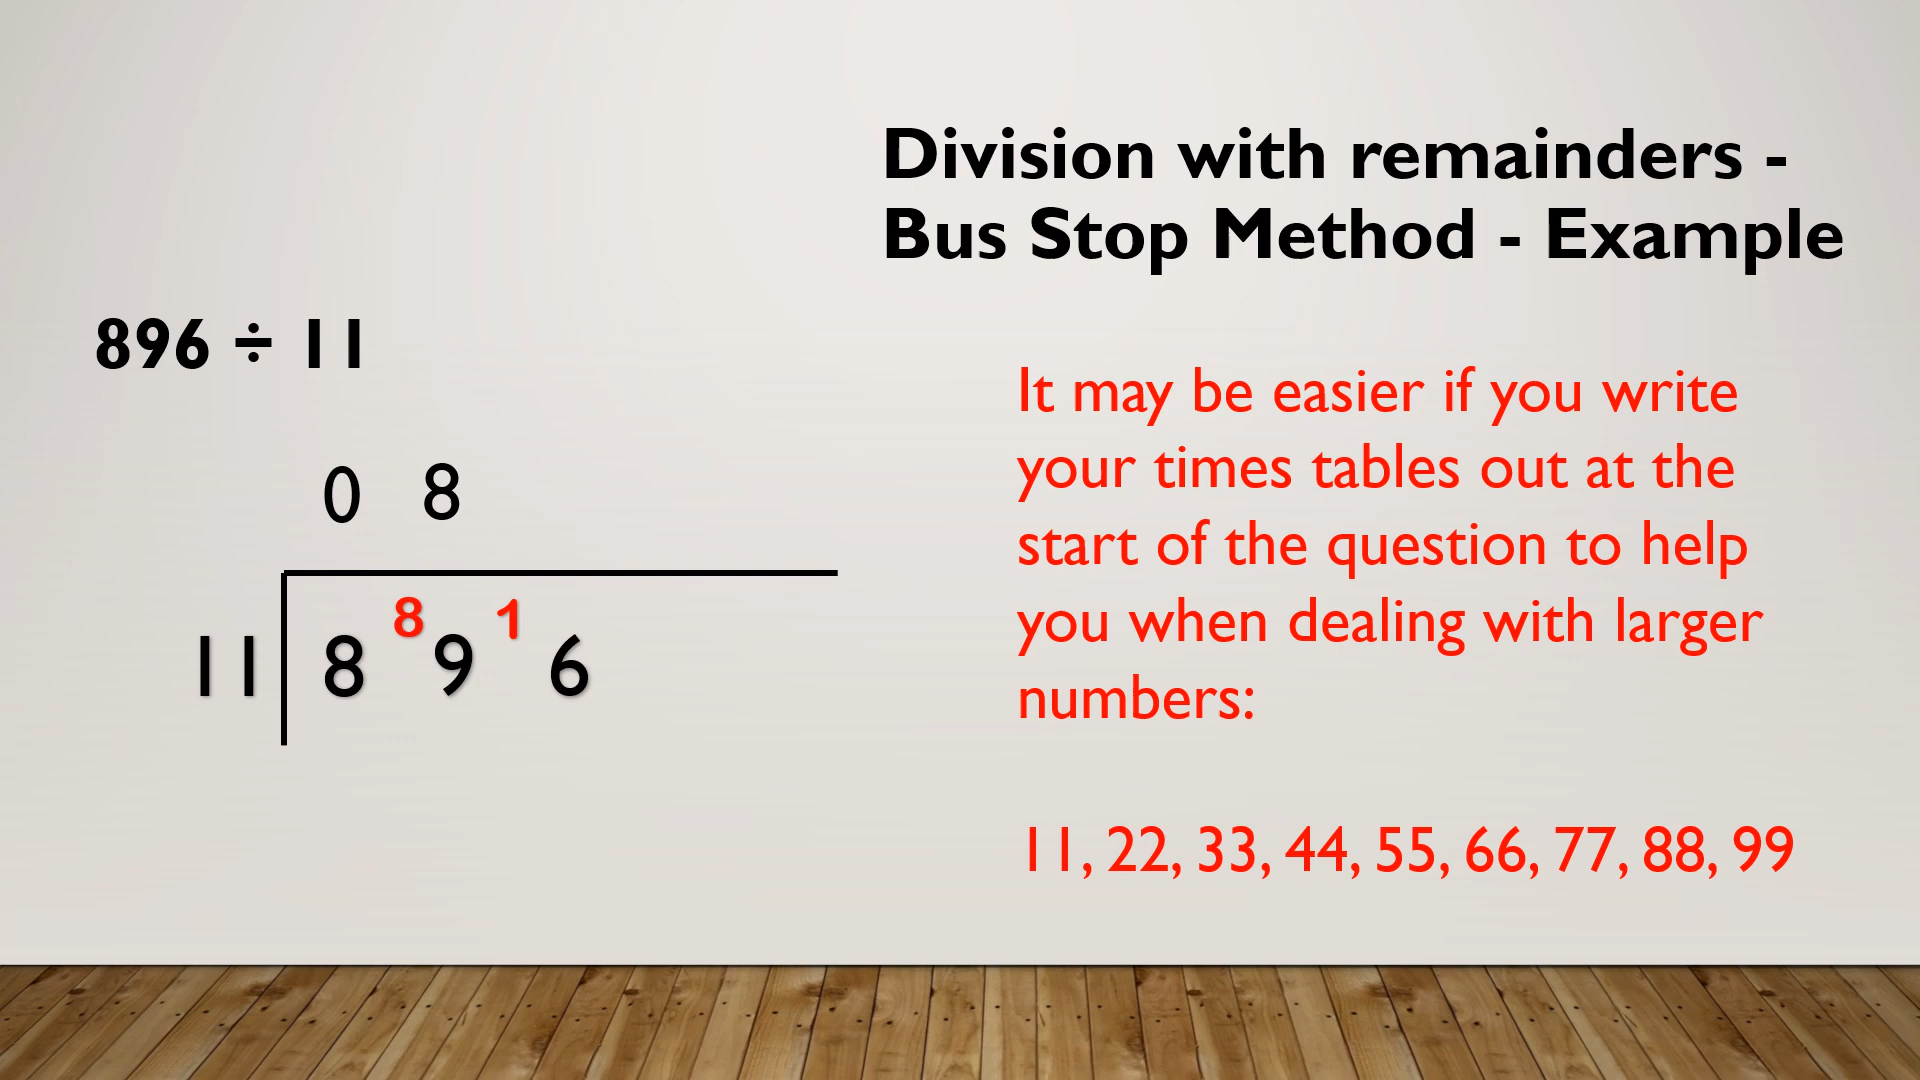 Division with remainders -
Bus Stop Method - Example
896 ÷ 11
0 8
11 8 8 9 1 6
It may be easier if you write
your times tables out at the
start of the question to help
you when dealing with larger
numbers:
11, 22, 33, 44, 55, 66, 77, 88, 99